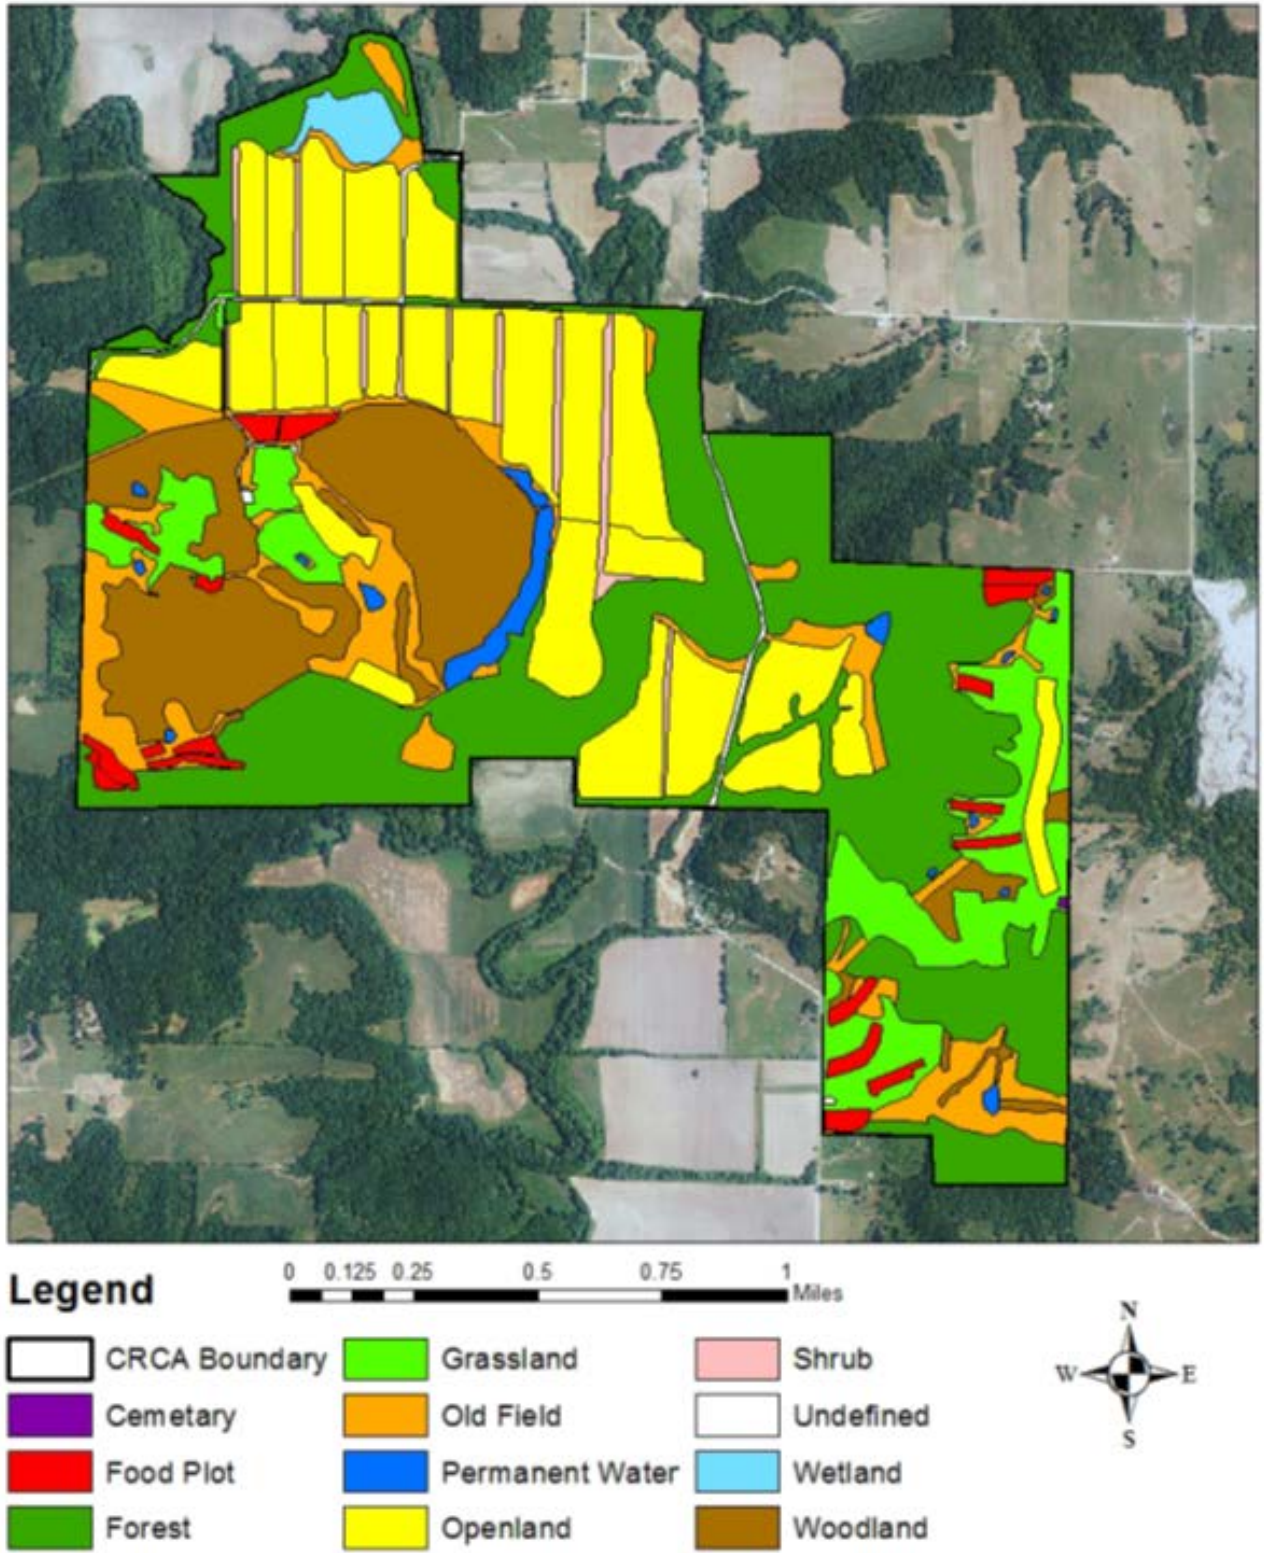 Legend
0 0.125 0.25 0.5 0.75 1
Miles
CRCA Boundary Grassland Shrub
Cemetary Old Field Undefined
Food Plot Permanent Water Wetland
Forest Openland Woodland
N
W E
S